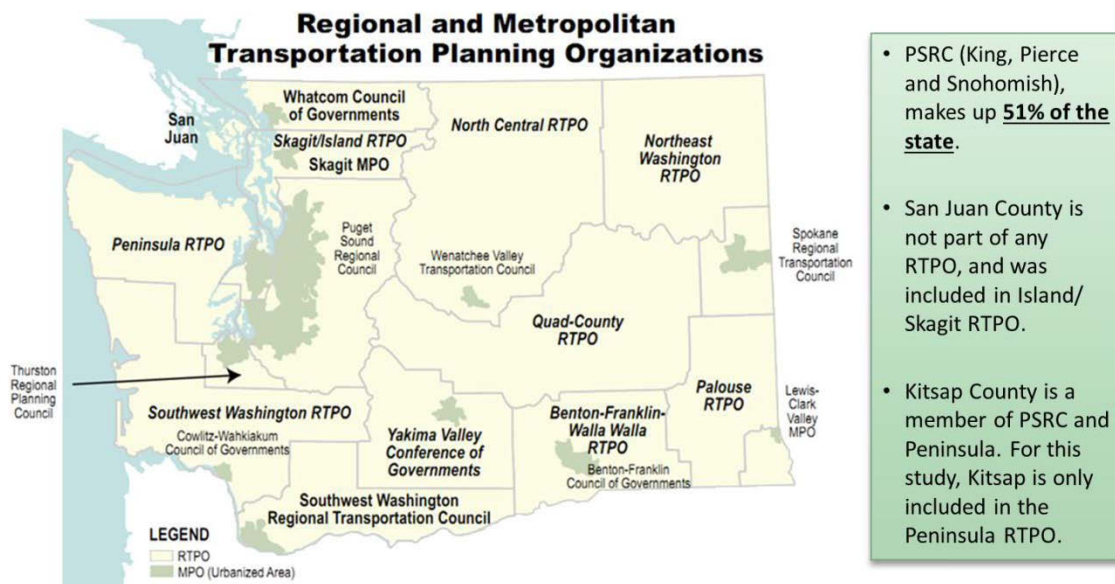 Regional and Metropolitan
Transportation Planning Organizations
Whatcom Council
of Governments
San
Juan
Skagit/Island RTPO
Skagit MPO
North Central RTPO
Northeast
Washington
RTPO
Peninsula RTPO
Puget
Sound
Regional
Council
Wenatchee Valley
Transportation Council
Spokane
Regional
Transportation
Council
Quad-County
RTPO
Thurston
Regional
Planning
Council
Southwest Washington RTPO
Cowlitz-Wahkiakum
Council of Governments
Yakima Valley
Conference of
Governments
Benton-Franklin-
Walla Walla
RTPO
Benton-Franklin
Council of Governments
Palouse
RTPO
Lewis-
Clark
Valley
MPO
Southwest Washington
Regional Transportation Council
LEGEND
RTPO
MPO (Urbanized Area)
• PSRC (King, Pierce
and Snohomish),
makes up 51% of the
state.
• San Juan County is
not part of any
RTPO, and was
included in Island/
Skagit RTPO.
• Kitsap County is a
member of PSRC and
Peninsula. For this
study, Kitsap is only
included in the
Peninsula RTPO.